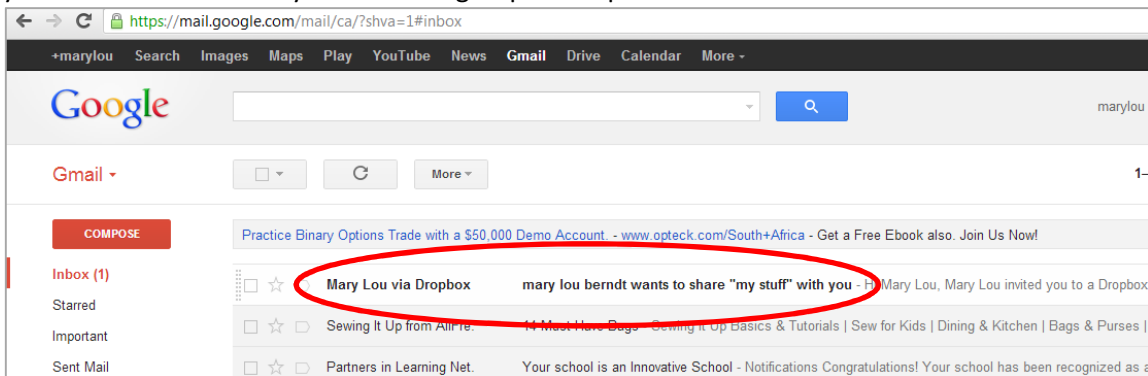 https://mail.google.com/mail/ca/?shva=1#inbox
+marylou Search Images Maps Play YouTube News Gmail Drive Calendar More
Google
marylou
Gmail
More
1–
COMPOSE
Practice Binary Options Trade with a $50,000 Demo Account. - www.opteck.com/South+Africa - Get a Free Ebook also. Join Us Now!
Inbox (1)
Mary Lou via Dropbox mary lou berndt wants to share "my stuff" with you - Mary Lou, Mary Lou invited you to a Dropbox
Starred
Sewing It Up from 14 Must Have Bags - Sewing It Up Basics & Tutorials | Sew for Kids | Dining & Kitchen | Bags & Purses |
Important
Sent Mail
Partners in Learning Net. Your school is an Innovative School - Notifications Congratulations! Your school has been recognized as